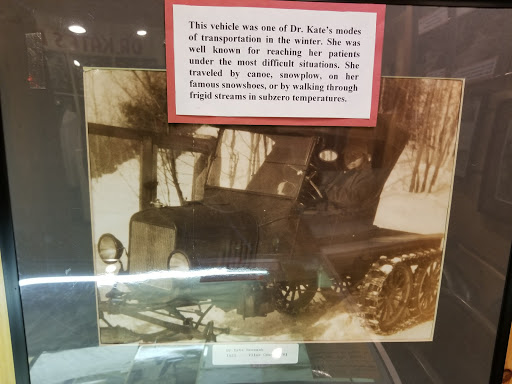 DR. KATE'S
This vehicle was one of Dr. Kate's modes
of transportation in the winter. She was
well known for reaching her patients
under the most difficult situations. She
traveled by canoe, snowplow, on her
famous snowshoes, or by walking through
frigid streams in subzero temperatures.